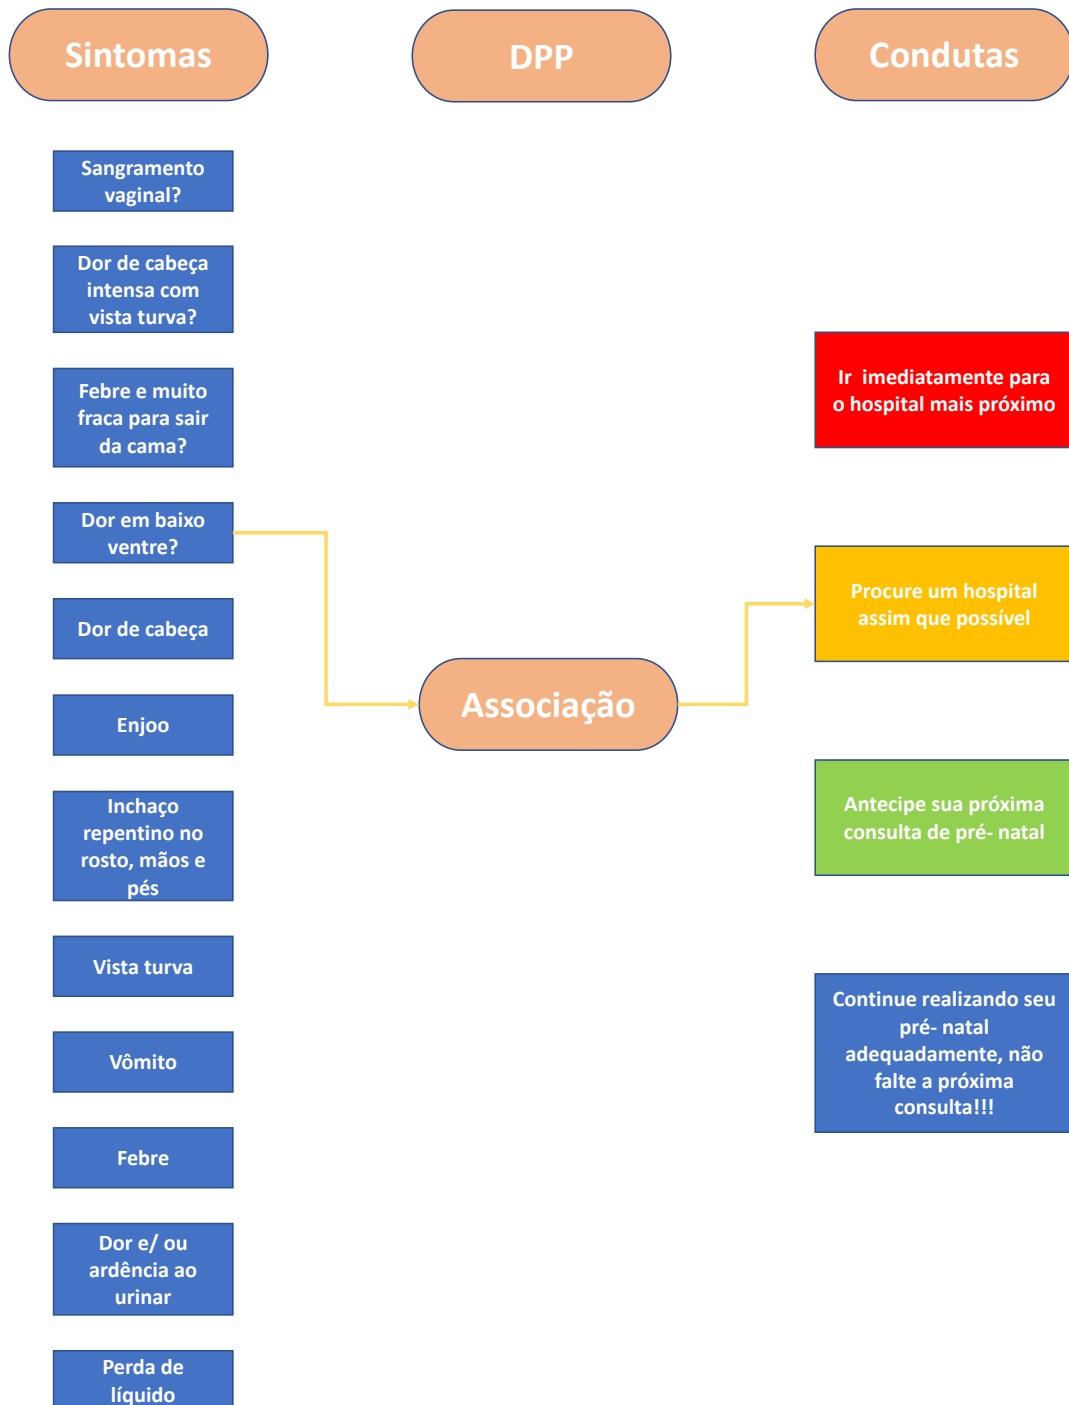 Sintomas
DPP
Condutas
Sangramento
vaginal?
Dor de cabeça
intensa com
vista turva?
Febre e muito
fraca para sair
da cama?
Dor em baixo
ventre?
Dor de cabeça
Enjoo
Inchaço
repentino no
rosto, mãos e
pés
Vista turva
Vômito
Febre
Dor e/ ou
ardência ao
urinar
Perda de
líquido
Associação
Ir  imediatamente para
o hospital mais próximo
Procure um hospital
assim que possível
Antecipe sua próxima
consulta de pré- natal
Continue realizando seu
pré- natal
adequadamente, não
falte a próxima
consulta!!!